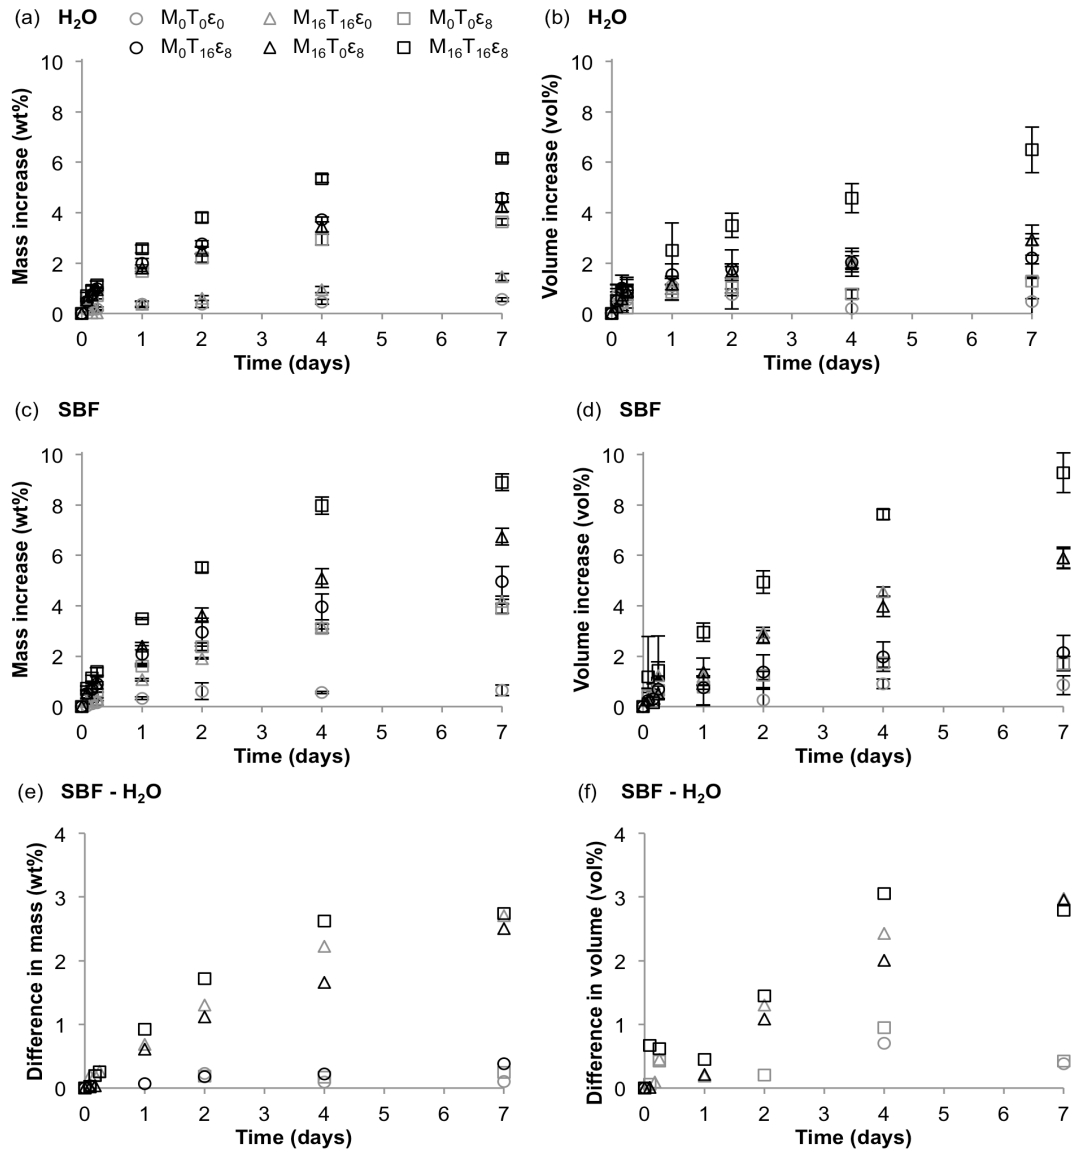 (a) H₂O M₀T₀ε₀ M₁₆T₁₆ε₀ M₀T₀ε₈ (b) H₂O
M₀T₁₆ε₈ M₁₆T₀ε₈ M₁₆T₁₆ε₈
Mass increase (wt%)
10
8
6
4
2
0
0 1 2 3 4 5 6 7
Time (days)
Volume increase (vol%)
10
8
6
4
2
0
0 1 2 3 4 5 6 7
Time (days)
(c) SBF
Mass increase (wt%)
10
8
6
4
2
0
0 1 2 3 4 5 6 7
Time (days)
(d) SBF
Volume increase (vol%)
10
8
6
4
2
0
0 1 2 3 4 5 6 7
Time (days)
(e) SBF - H₂O
Difference in mass (wt%)
4
3
2
1
0
0 1 2 3 4 5 6 7
Time (days)
(f) SBF - H₂O
Difference in volume (vol%)
4
3
2
1
0
0 1 2 3 4 5 6 7
Time (days)